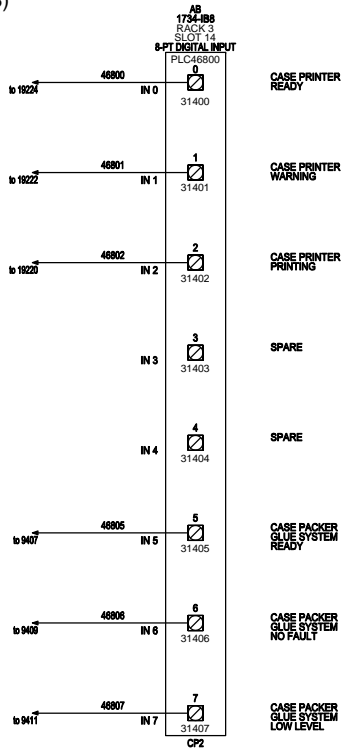 AB
1734-IB8
RACK 3
SLOT 14
8-PT DIGITAL INPUT
PLC46800
0
46800
to 19224
IN 0
31400
CASE PRINTER
READY
1
46801
to 19222
IN 1
31401
CASE PRINTER
WARNING
2
46802
to 19220
IN 2
31402
CASE PRINTER
PRINTING
3
IN 3
31403
SPARE
4
IN 4
31404
SPARE
5
46805
to 9407
IN 5
31405
CASE PACKER
GLUE SYSTEM
READY
6
46806
to 9409
IN 6
31406
CASE PACKER
GLUE SYSTEM
NO FAULT
7
46807
to 9411
IN 7
31407
CASE PACKER
GLUE SYSTEM
LOW LEVEL
CP2